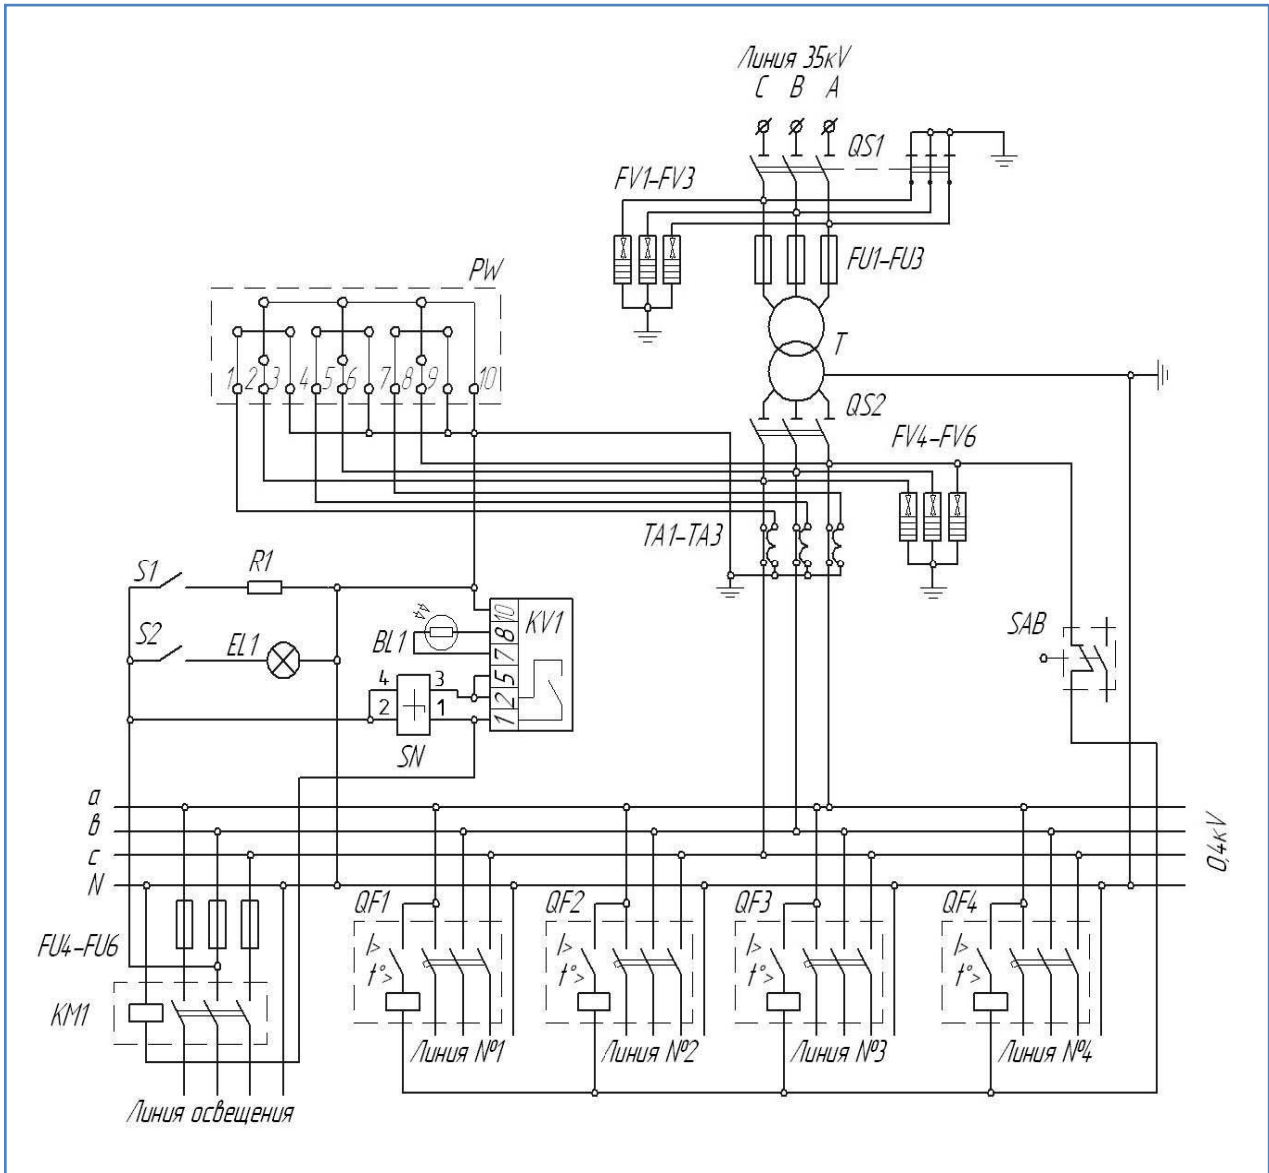 Линия 35кV
C B A
QS1
FV1-FV3
FU1-FU3
PW
T
1 2 3 4 5 6 7 8 9 10
QS2
FV4-FV6
TA1-TA3
S1
R1
S2
EL1
BL1
KV1
10
8
7
5
2
1
4
3
2
1
SN
SAB
а
в
с
N
0,4кV
FU4-FU6
QF1
QF2
QF3
QF4
I>
t°>
I>
t°>
I>
t°>
I>
t°>
KM1
Линия №1
Линия №2
Линия №3
Линия №4
Линия освещения